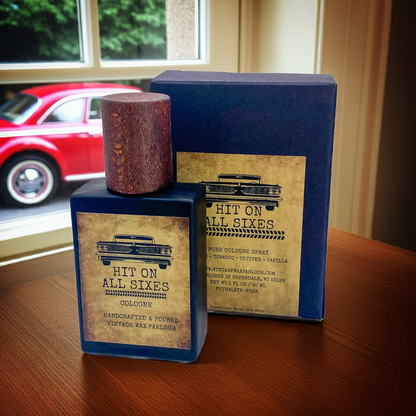 HIT ON
ALL SIXES
COLOGNE
HANDCRAFTED & POURED
VINTAGE WAX PARLOUR
HIT ON
ALL SIXES
PURE COLOGNE SPRAY
• TOBACCO • VETIVER • VANILLA
.VINTAGEWAXPARLOUR.COM
POURED IN GREENDALE, WI
NET WT 1 FL OZ / 30 ML
PHTHALATE-FREE